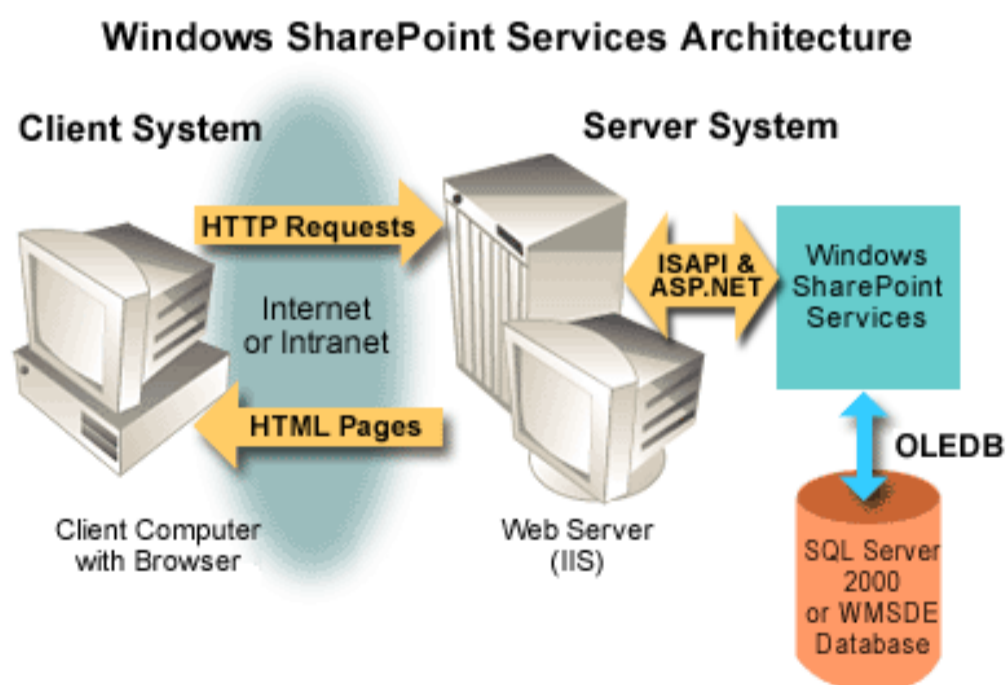 Windows SharePoint Services Architecture
Client System
Server System
HTTP Requests
Internet
or Intranet
HTML Pages
ISAPI &
ASP.NET
Windows
SharePoint
Services
OLEDB
Client Computer
with Browser
Web Server
(IIS)
SQL Server
2000
or WMSDE
Database